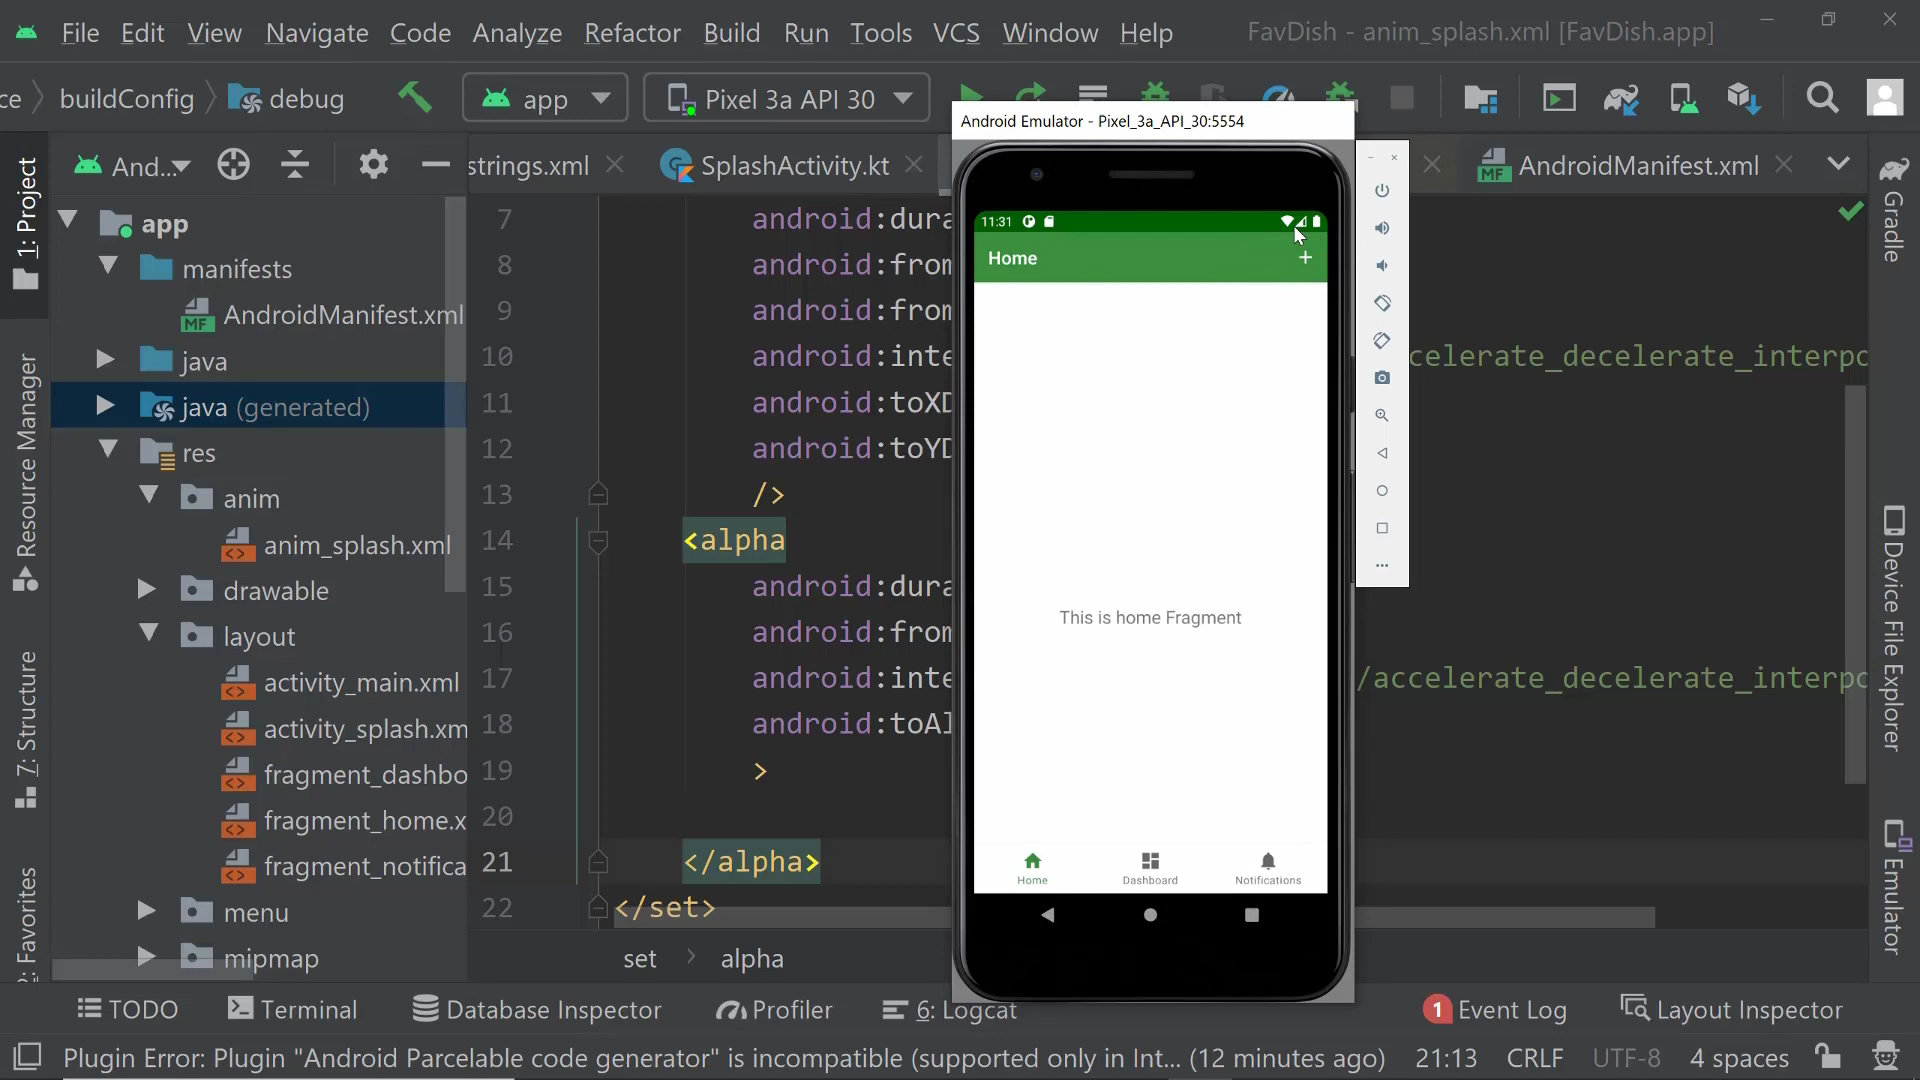 File Edit View Navigate Code Analyze Refactor Build Run Tools VCS Window Help FavDish - anim_splash.xml [FavDish.app]
ce buildConfig debug app Pixel 3a API 30
Android Emulator - Pixel_3a_API_30:5554
And... strings.xml SplashActivity.kt AndroidManifest.xml
1: Project
Resource Manager
7: Structure
2: Favorites
app
manifests
AndroidManifest.xml
java
java (generated)
res
anim
anim_splash.xml
drawable
layout
activity_main.xml
activity_splash.xm
fragment_dashbo
fragment_home.x
fragment_notifica
menu
mipmap
7 android:dura
8 android:from
9 android:from
10 android:inte celerate_decelerate_interpo
11 android:toXD
12 android:toYD
13 />
14 <alpha
15 android:dura
16 android:from
17 android:inte /accelerate_decelerate_interpo
18 android:toAl
19 >
20
21 </alpha>
22 </set>
set alpha
11:31
Home +
This is home Fragment
Home Dashboard Notifications
Gradle
Device File Explorer
Emulator
TODO Terminal Database Inspector Profiler 6: Logcat 1 Event Log Layout Inspector
Plugin Error: Plugin "Android Parcelable code generator" is incompatible (supported only in Int... (12 minutes ago) 21:13 CRLF UTF-8 4 spaces